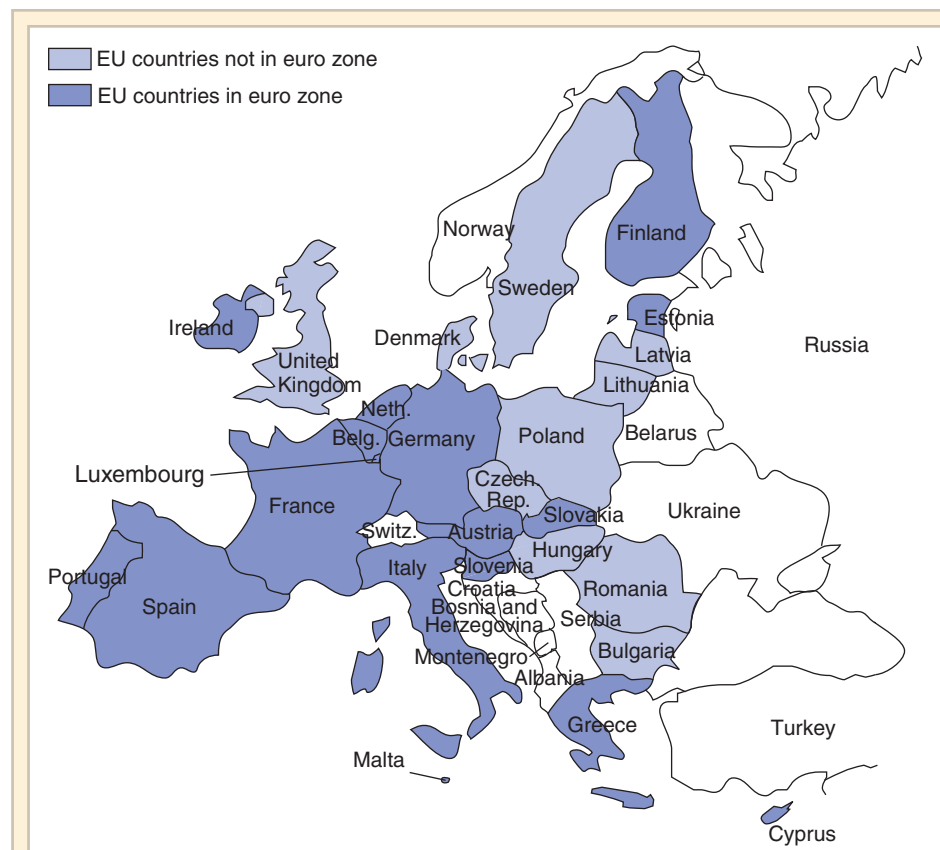 EU countries not in euro zone
EU countries in euro zone
Norway
Finland
Sweden
Estonia
Ireland
Denmark
Latvia
Russia
United
Kingdom
Lithuania
Neth.
Belg.
Germany
Poland
Belarus
Luxembourg
Czech.
Rep.
France
Slovakia
Ukraine
Switz.
Austria
Hungary
Portugal
Italy
Slovenia
Spain
Croatia
Romania
Bosnia and
Herzegovina
Serbia
Montenegro
Bulgaria
Albania
Greece
Turkey
Malta
Cyprus